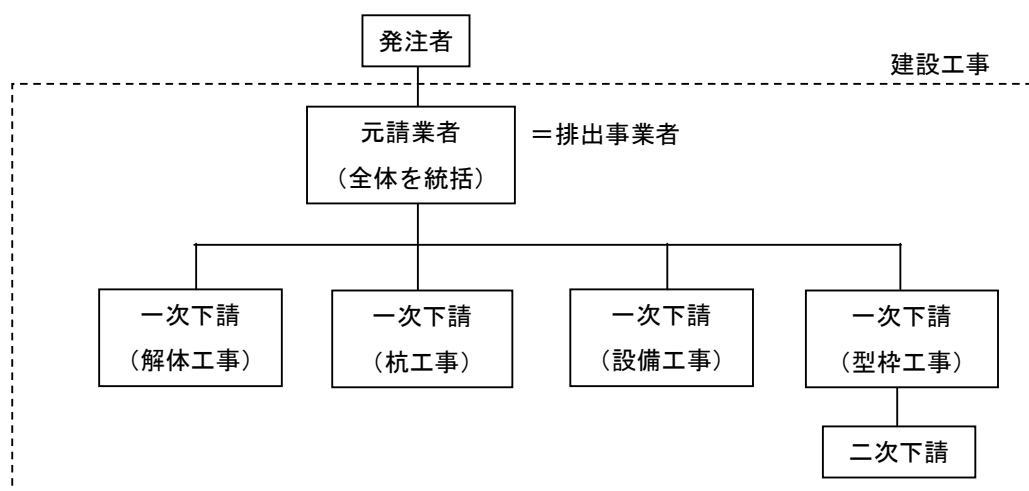 発注者
建設工事
元請業者
(全体を統括)
=排出事業者
一次下請
(解体工事)
一次下請
(杭工事)
一次下請
(設備工事)
一次下請
(型枠工事)
二次下請